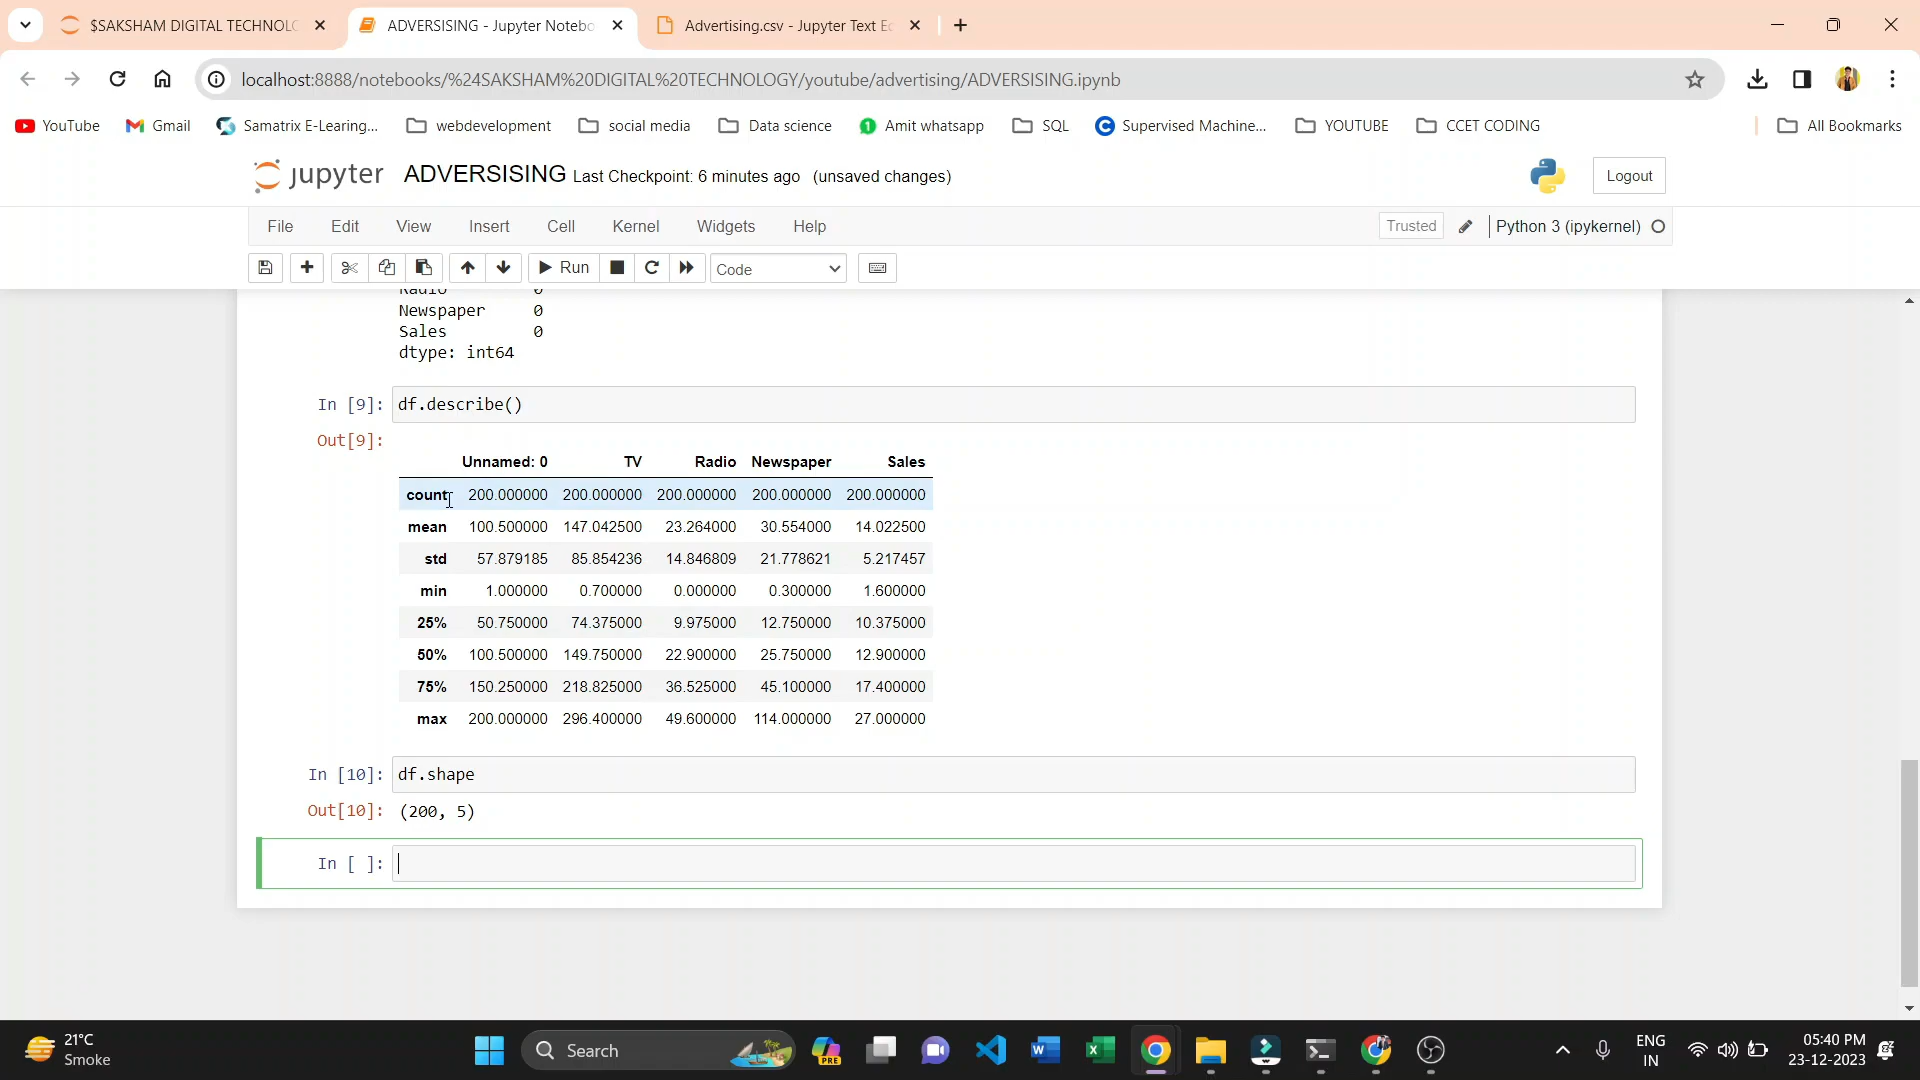 $SAKSHAM DIGITAL TECHNOLO
ADVERSISING - Jupyter Notebo
Advertising.csv - Jupyter Text Ed
localhost:8888/notebooks/%24SAKSHAM%20DIGITAL%20TECHNOLOGY/youtube/advertising/ADVERSISING.ipynb
YouTube Gmail Samatrix E-Learing... webdevelopment social media Data science Amit whatsapp SQL Supervised Machine... YOUTUBE CCET CODING All Bookmarks
jupyter ADVERSISING Last Checkpoint: 6 minutes ago (unsaved changes) Logout
File Edit View Insert Cell Kernel Widgets Help Trusted Python 3 (ipykernel)
Run Code
Radio 0
Newspaper 0
Sales 0
dtype: int64
In [9]: df.describe()
Out[9]:
Unnamed: 0 TV Radio Newspaper Sales
count 200.000000 200.000000 200.000000 200.000000 200.000000
mean 100.500000 147.042500 23.264000 30.554000 14.022500
std 57.879185 85.854236 14.846809 21.778621 5.217457
min 1.000000 0.700000 0.000000 0.300000 1.600000
25% 50.750000 74.375000 9.975000 12.750000 10.375000
50% 100.500000 149.750000 22.900000 25.750000 12.900000
75% 150.250000 218.825000 36.525000 45.100000 17.400000
max 200.000000 296.400000 49.600000 114.000000 27.000000
In [10]: df.shape
Out[10]: (200, 5)
In [ ]:
21°C
Smoke
Search
PRE
ENG
IN
05:40 PM
23-12-2023